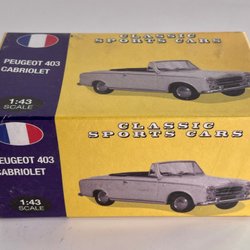 CLASSIC
SPORTS CARS
PEUGEOT 403
CABRIOLET
1:43
SCALE
CLASSIC
SPORTS CARS
PEUGEOT 403
CABRIOLET
1:43
SCALE